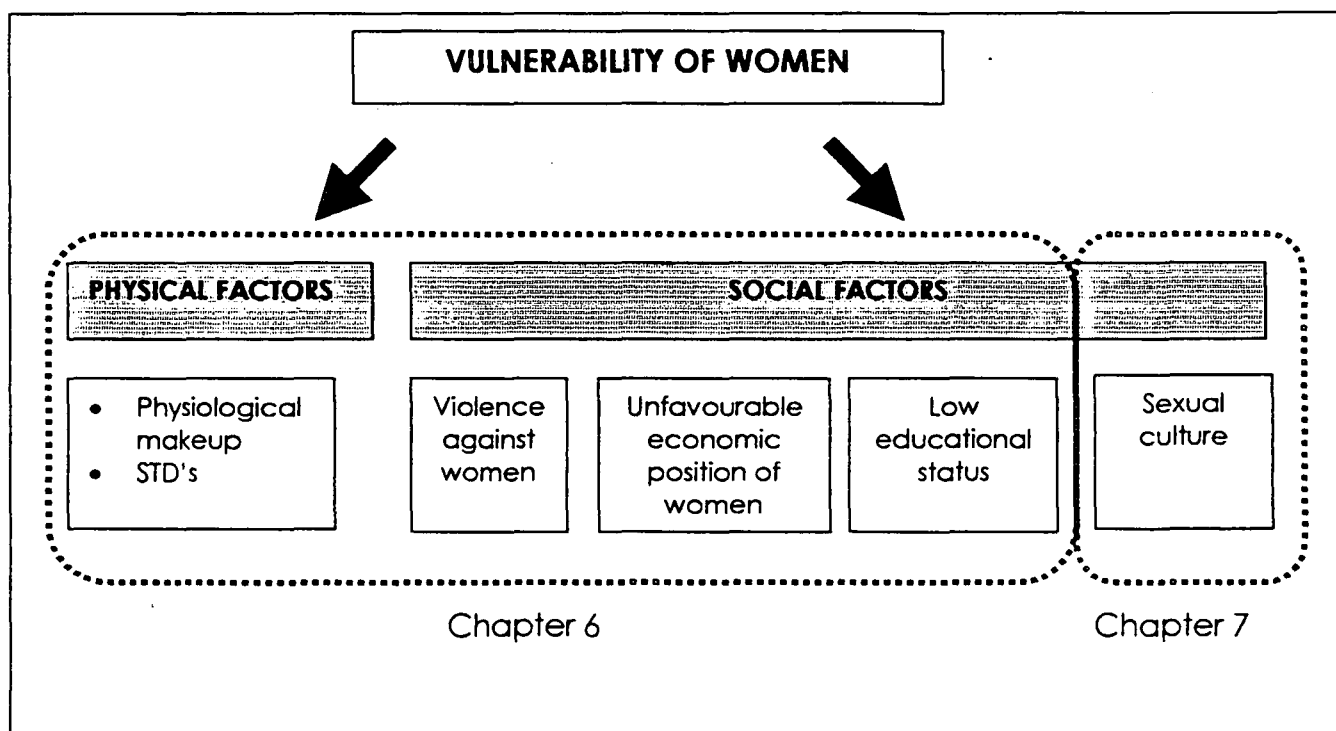 VULNERABILITY OF WOMEN
PHYSICAL FACTORS
SOCIAL FACTORS
• Physiological
makeup
• STD's
Violence
against
women
Unfavourable
economic
position of
women
Low
educational
status
Sexual
culture
Chapter 6
Chapter 7